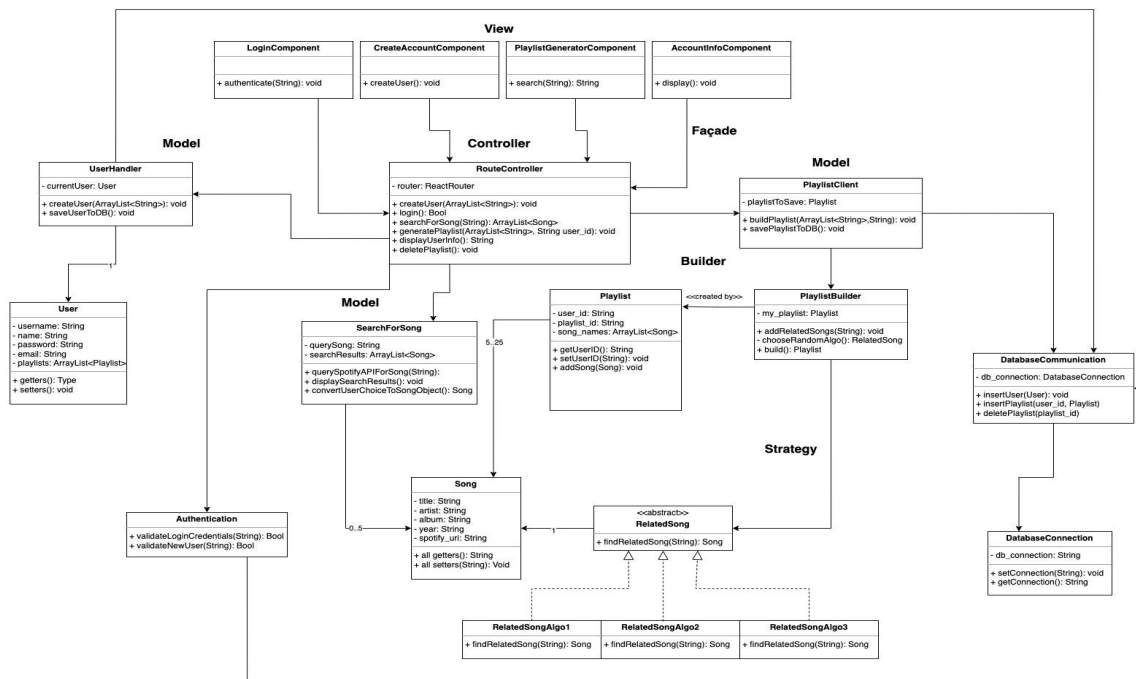 View
LoginComponent
+ authenticate(String): void
CreateAccountComponent
+ createUser(): void
PlaylistGeneratorComponent
+ search(String): String
AccountInfoComponent
+ display(): void
Façade
Model
Controller
Model
UserHandler
- currentUser: User
+ createUser(ArrayList<String>): void
+ saveUserToDB(): void
RouteController
- router: ReactRouter
+ createUser(ArrayList<String>): void
+ login(): Bool
+ searchForSong(String): ArrayList<Song>
+ generatePlaylist(ArrayList<String>, String user_id): void
+ displayUserInfo(): String
+ deletePlaylist(): void
PlaylistClient
- playlistToSave: Playlist
+ buildPlaylist(ArrayList<String>,String): void
+ savePlaylistToDB(): void
1
Builder
User
- username: String
- name: String
- password: String
- email: String
- playlists: ArrayList<Playlist>
+ getters(): Type
+ setters(): void
Model
SearchForSong
- querySong: String
- searchResults: ArrayList<Song>
+ querySpotifyAPIForSong(String):
+ displaySearchResults(): void
+ convertUserChoiceToSongObject(): Song
5..25
Playlist
- user_id: String
- playlist_id: String
- song_names: ArrayList<Song>
+ getUserID(): String
+ setUserID(String): void
+ addSong(Song): void
<<created by>>
PlaylistBuilder
- my_playlist: Playlist
+ addRelatedSongs(String): void
- chooseRandomAlgo(): RelatedSong
+ build(): Playlist
DatabaseCommunication
- db_connection: DatabaseConnection
+ insertUser(User): void
+ insertPlaylist(user_id, Playlist)
+ deletePlaylist(playlist_id)
Strategy
Song
- title: String
- artist: String
- album: String
- year: String
- spotify_uri: String
+ all getters(): String
+ all setters(String): Void
0..5
1
<<abstract>>
RelatedSong
+ findRelatedSong(String): Song
Authentication
+ validateLoginCredentials(String): Bool
+ validateNewUser(String): Bool
DatabaseConnection
- db_connection: String
+ setConnection(String): void
+ getConnection(): String
RelatedSongAlgo1
+ findRelatedSong(String): Song
RelatedSongAlgo2
+ findRelatedSong(String): Song
RelatedSongAlgo3
+ findRelatedSong(String): Song